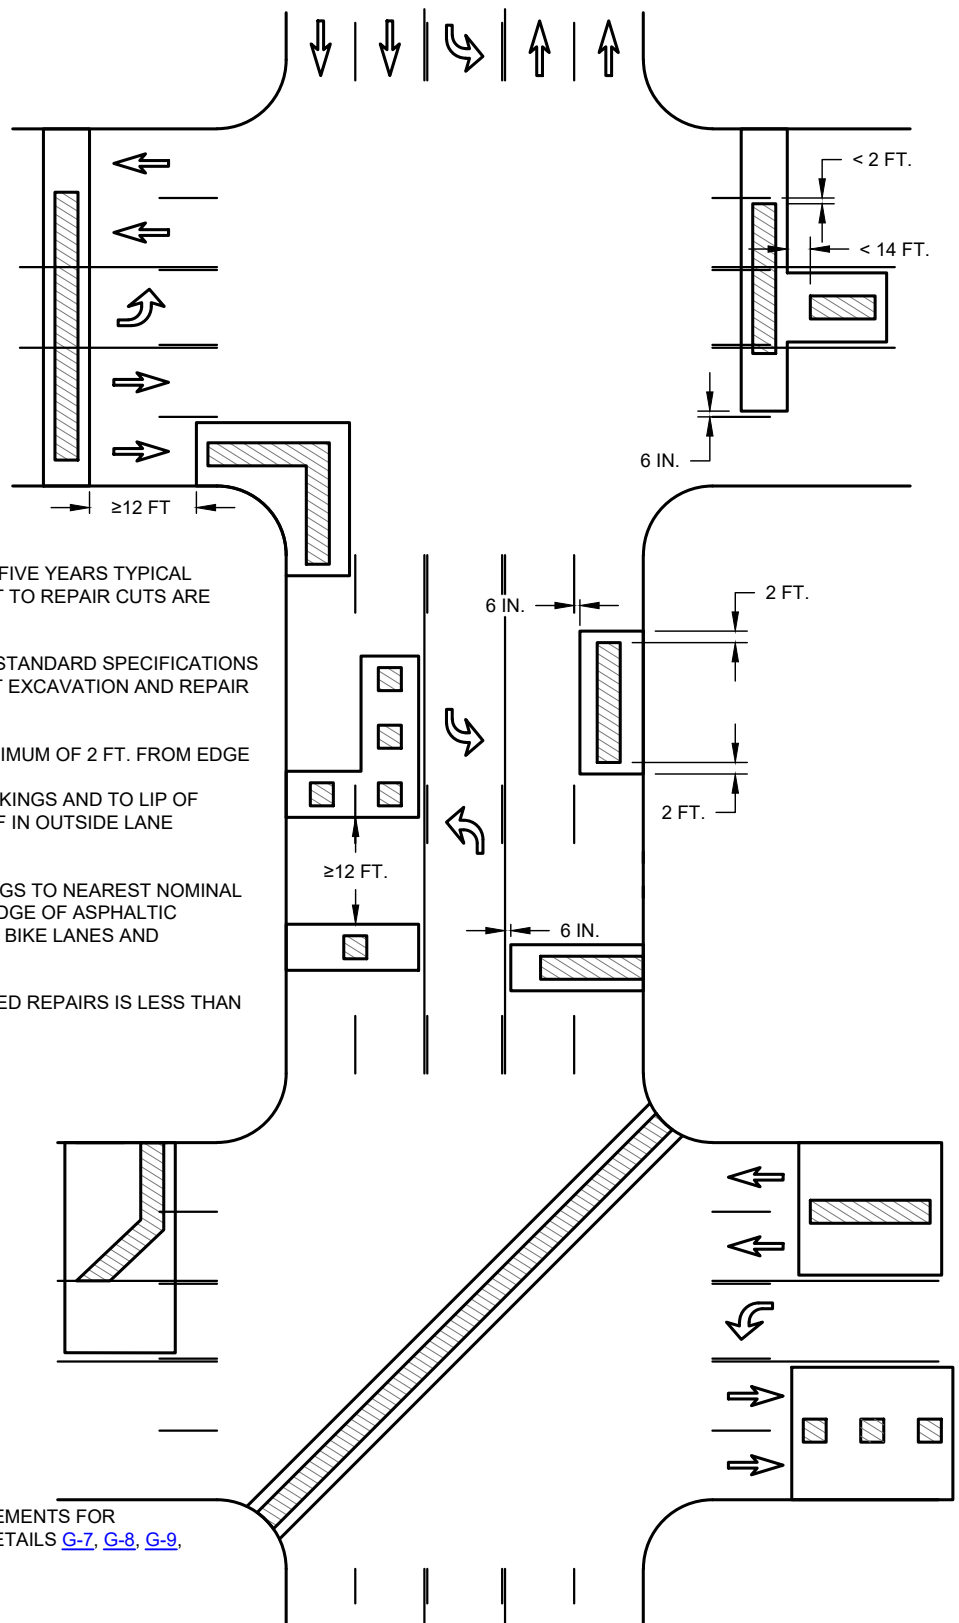 < 2 FT.
< 14 FT.
6 IN.
≥12 FT
FIVE YEARS TYPICAL
T TO REPAIR CUTS ARE
6 IN.
2 FT.
STANDARD SPECIFICATIONS
T EXCAVATION AND REPAIR
IMUM OF 2 FT. FROM EDGE
KINGS AND TO LIP OF
F IN OUTSIDE LANE
2 FT.
≥12 FT.
GS TO NEAREST NOMINAL
DGE OF ASPHALTIC
BIKE LANES AND
6 IN.
ED REPAIRS IS LESS THAN
EMENTS FOR
ETAILS G-7, G-8, G-9,